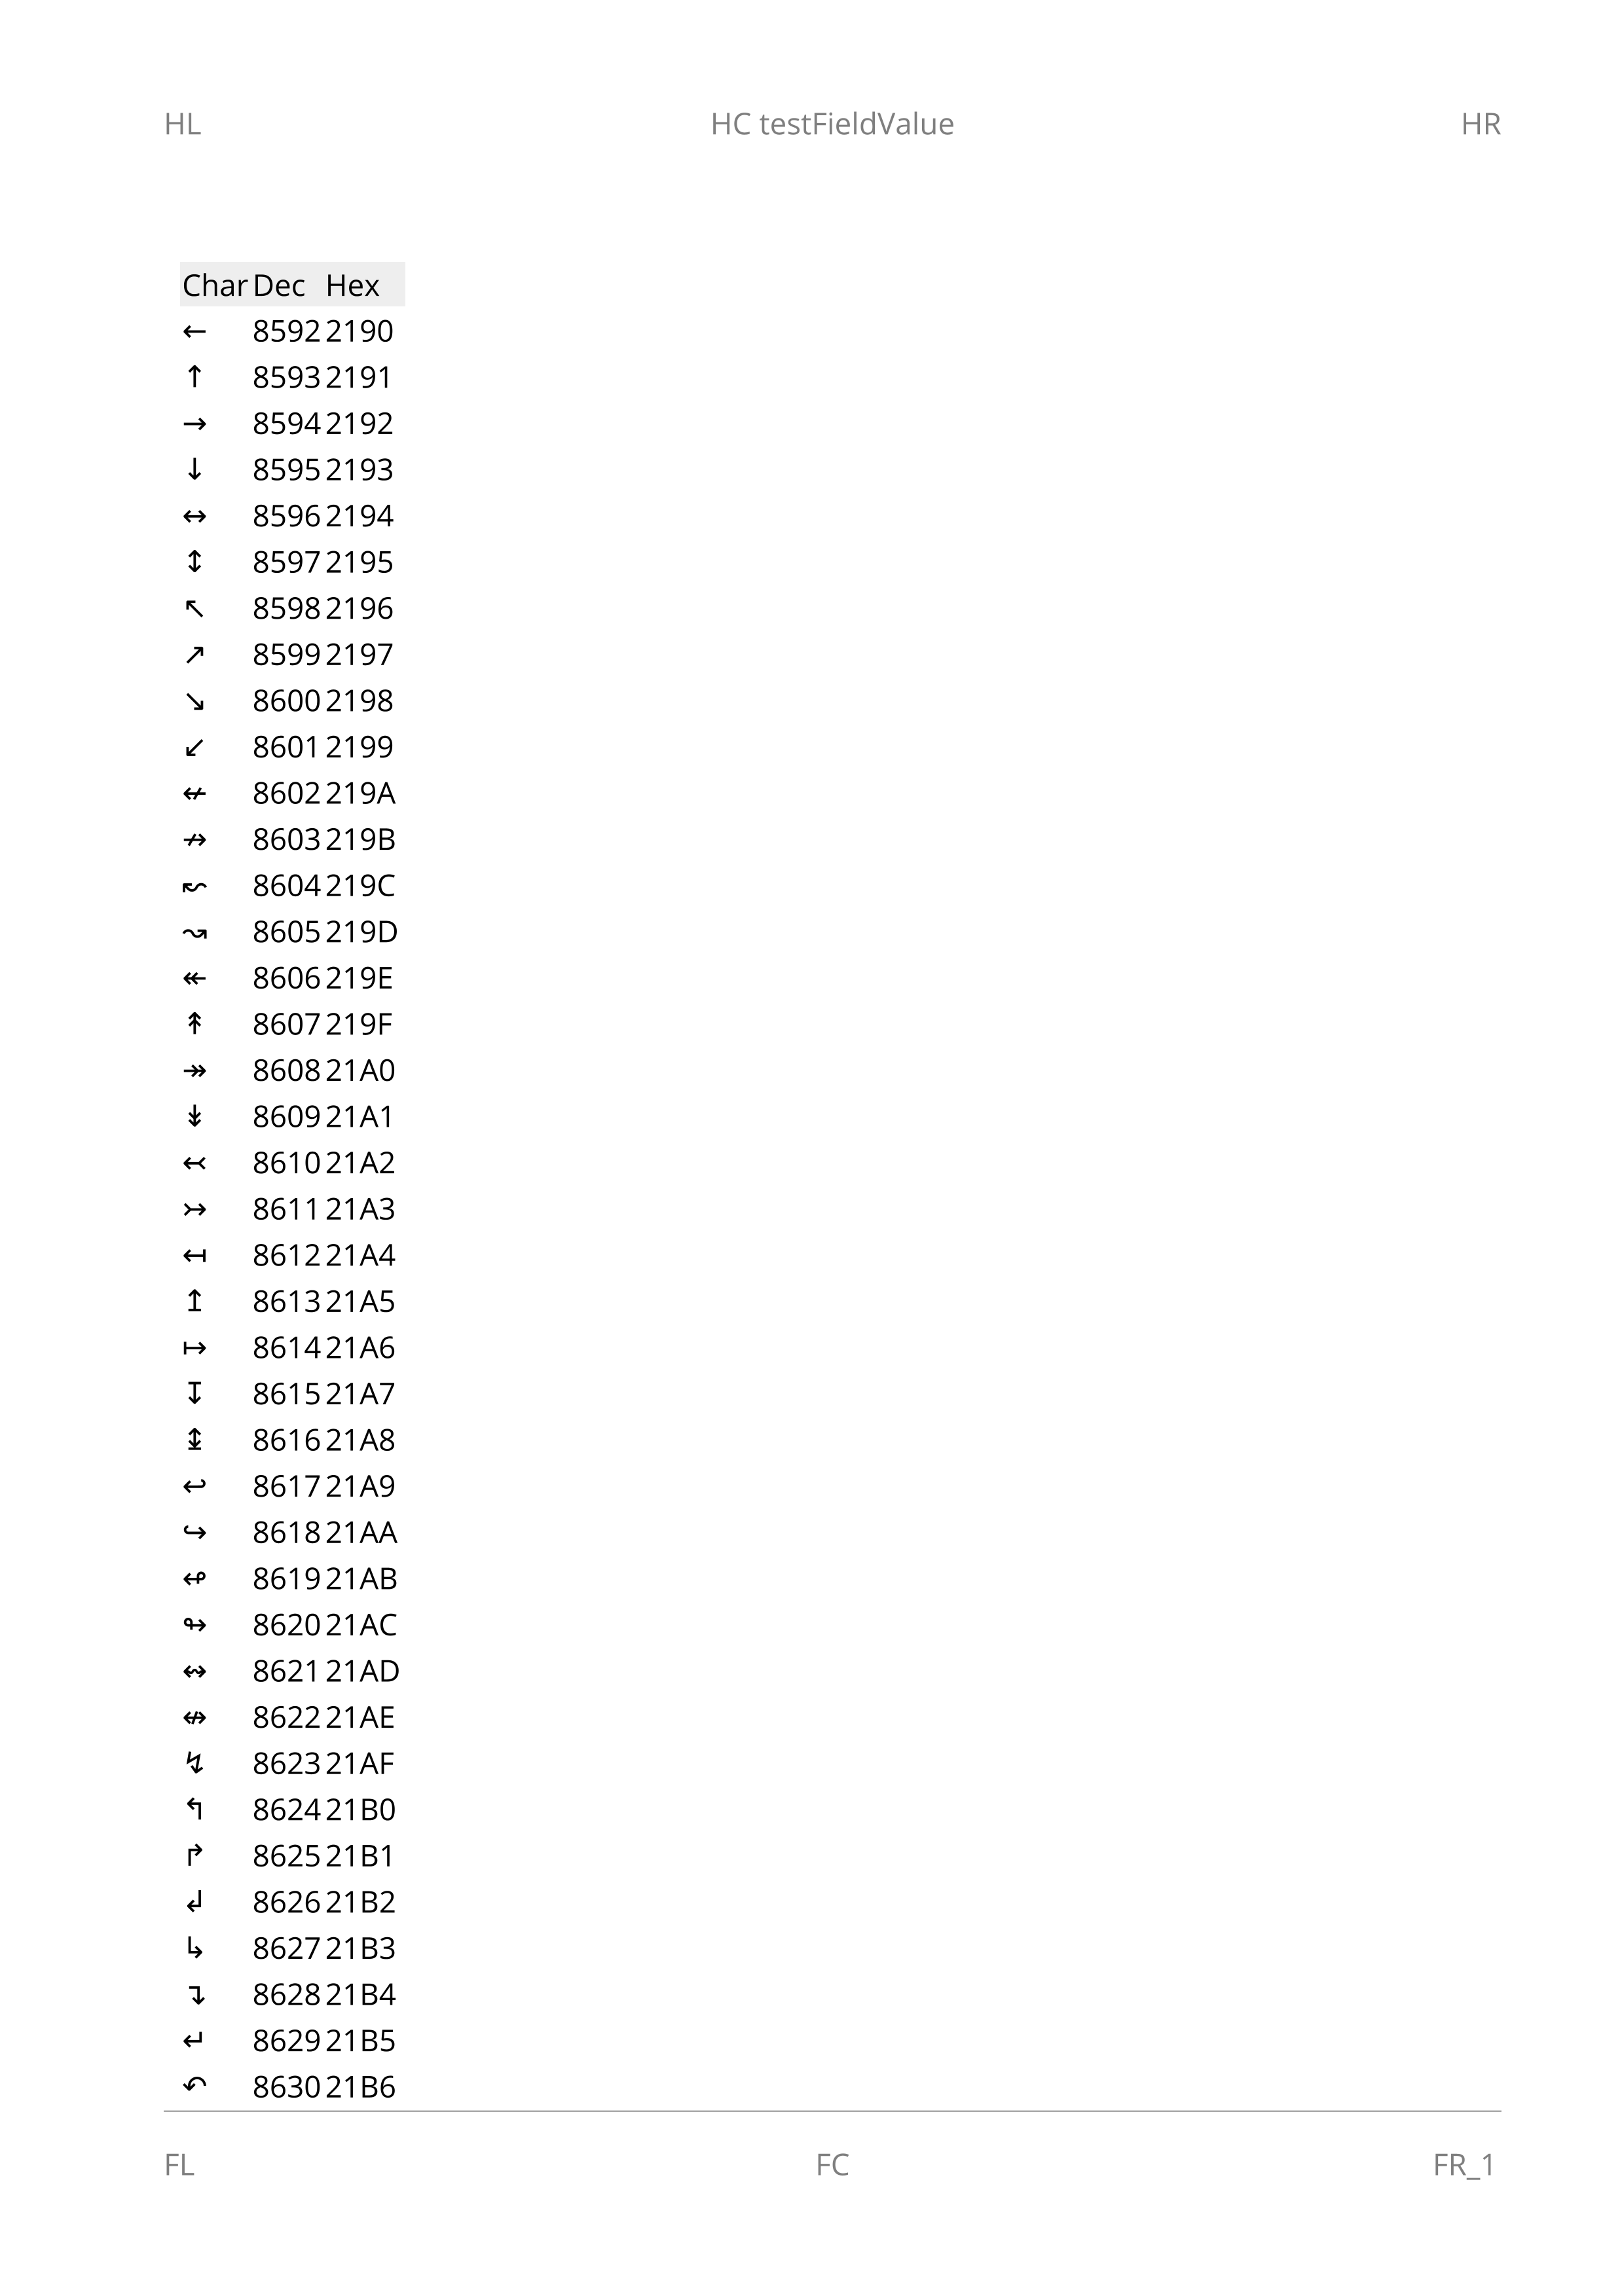 HL HC testFieldValue HR
Char Dec Hex
← 8592 2190
↑ 8593 2191
→ 8594 2192
↓ 8595 2193
↔ 8596 2194
↕ 8597 2195
↖ 8598 2196
↗ 8599 2197
↘ 8600 2198
↙ 8601 2199
↚ 8602 219A
↛ 8603 219B
↜ 8604 219C
↝ 8605 219D
↞ 8606 219E
↟ 8607 219F
↠ 8608 21A0
↡ 8609 21A1
↢ 8610 21A2
↣ 8611 21A3
↤ 8612 21A4
↥ 8613 21A5
↦ 8614 21A6
↧ 8615 21A7
↨ 8616 21A8
↩ 8617 21A9
↪ 8618 21AA
↫ 8619 21AB
↬ 8620 21AC
↭ 8621 21AD
↮ 8622 21AE
↯ 8623 21AF
↰ 8624 21B0
↱ 8625 21B1
↲ 8626 21B2
↳ 8627 21B3
↴ 8628 21B4
↵ 8629 21B5
↶ 8630 21B6
FL FC FR_1